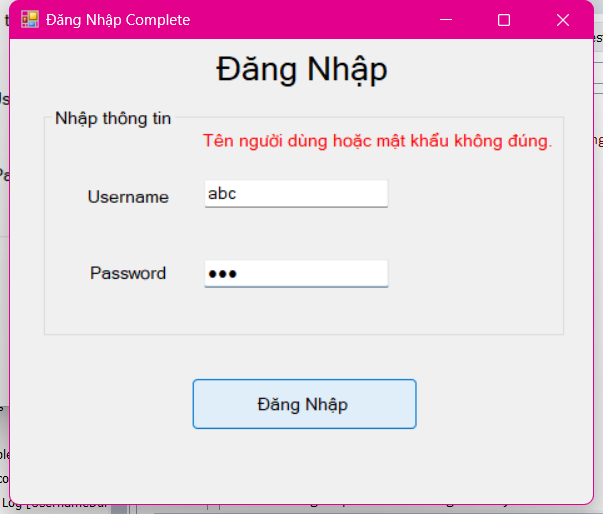 Đăng Nhập Complete
Đăng Nhập
Nhập thông tin
Tên người dùng hoặc mật khẩu không đúng.
Username
abc
Password
●●●
Đăng Nhập